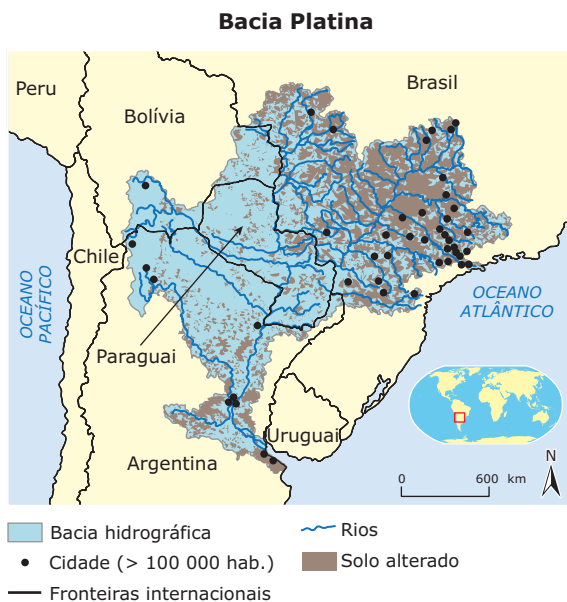 Bacia Platina
Peru
Brasil
Bolívia
Chile
OCEANO
PACÍFICO
OCEANO
ATLÂNTICO
Paraguai
Uruguai
Argentina
N
0 600 km
Bacia hidrográfica
Rios
Cidade (> 100 000 hab.)
Solo alterado
Fronteiras internacionais